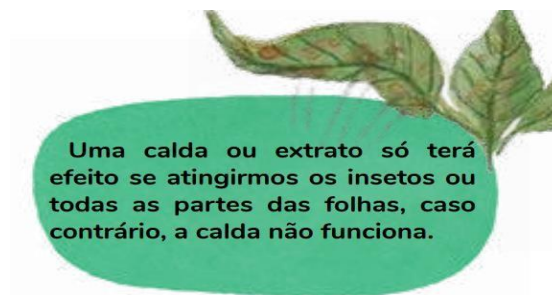 Uma calda ou extrato só terá
efeito se atingirmos os insetos ou
todas as partes das folhas, caso
contrário, a calda não funciona.